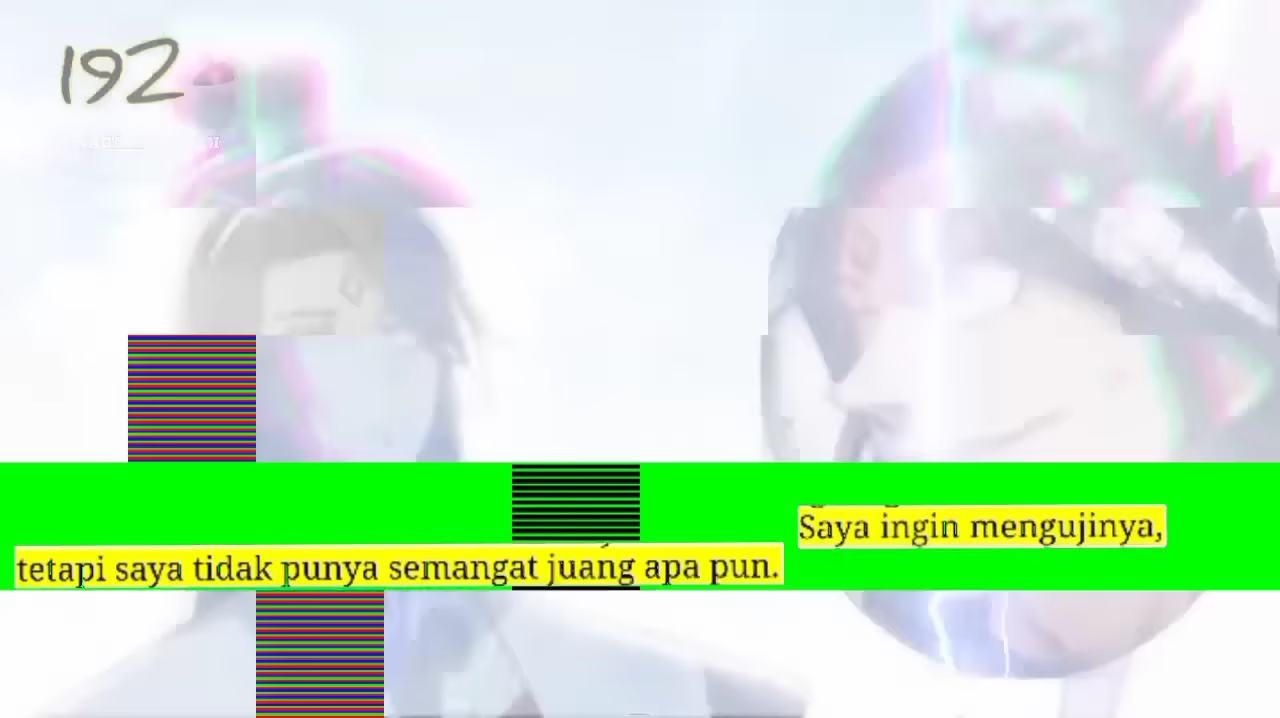 192
Saya ingin mengujinya,
tetapi saya tidak punya semangat juang apa pun.